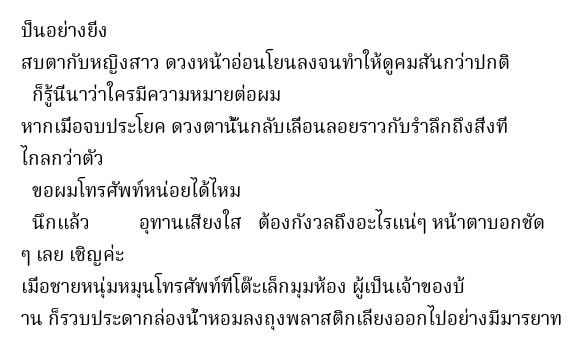 ป็นอย่างยิ่ง
สบตากับหญิงสาว ดวงหน้าอ่อนโยนลงจนทำให้ดูคมสันกว่าปกติ
ก็รู้นี่นาว่าใครมีความหมายต่อผม
หากเมื่อจบประโยค ดวงตานั้นกลับเลื่อนลอยราวกับรำลึกถึงสิ่งที่
ไกลกว่าตัว
ขอผมโทรศัพท์หน่อยได้ไหม
นึกแล้ว อุทานเสียงใส ต้องกังวลถึงอะไรแน่ๆ หน้าตาบอกชัด
ๆ เลย เชิญค่ะ
เมื่อชายหนุ่มหมุนโทรศัพท์ที่โต๊ะเล็กมุมห้อง ผู้เป็นเจ้าของบ้
าน ก็รวบประดากล่องน้ำหอมลงถุงพลาสติกเลี่ยงออกไปอย่างมีมารยาท